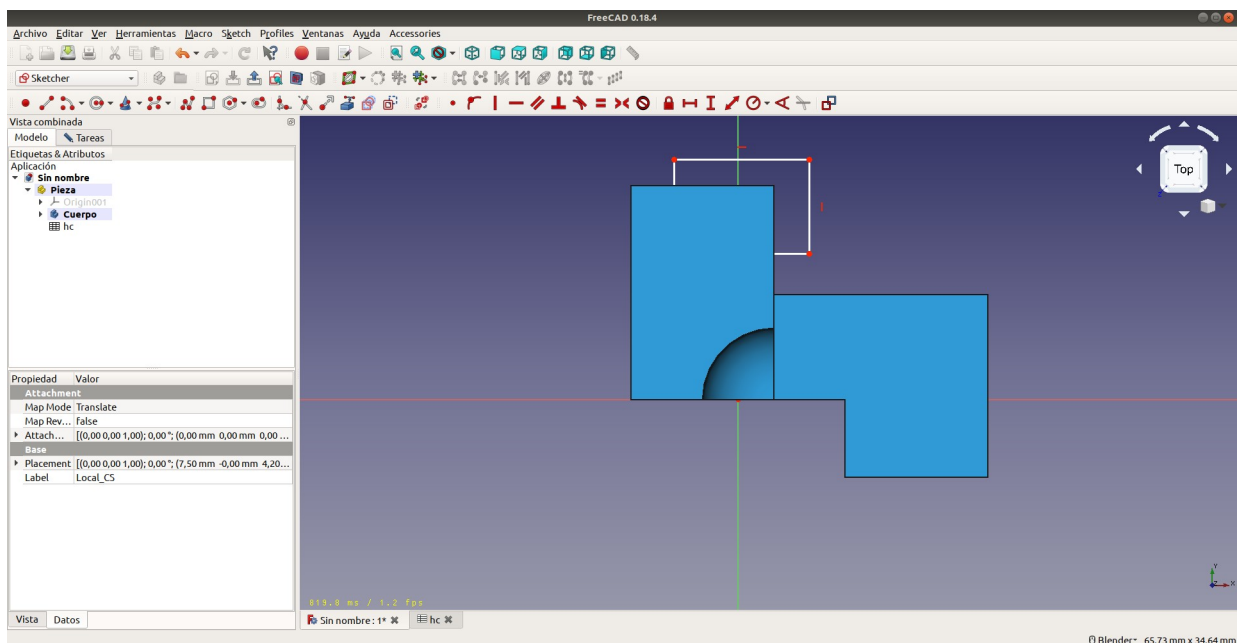 FreeCAD 0.18.4
Archivo Editar Ver Herramientas Macro Sketch Profiles Ventanas Ayuda Accessories
Sketcher
Vista combinada
Modelo Tareas
Etiquetas & Atributos
Aplicación
Sin nombre
Pieza
Origin001
Cuerpo
hc
Top
Propiedad Valor
Attachment
Map Mode Translate
Map Rev... False
Attach... [(0,00 0,00 1,00); 0,00 °; (0,00 mm 0,00 mm 0,00 ...
Base
Placement [(0,00 0,00 1,00); 0,00 °; (7,50 mm -0,00 mm 4,20...
Label Local_CS
819.8 ms / 1.2 fps
Y
X
Vista Datos
Sin nombre : 1* hc
Blender 65.73 mm x 34.64 mm